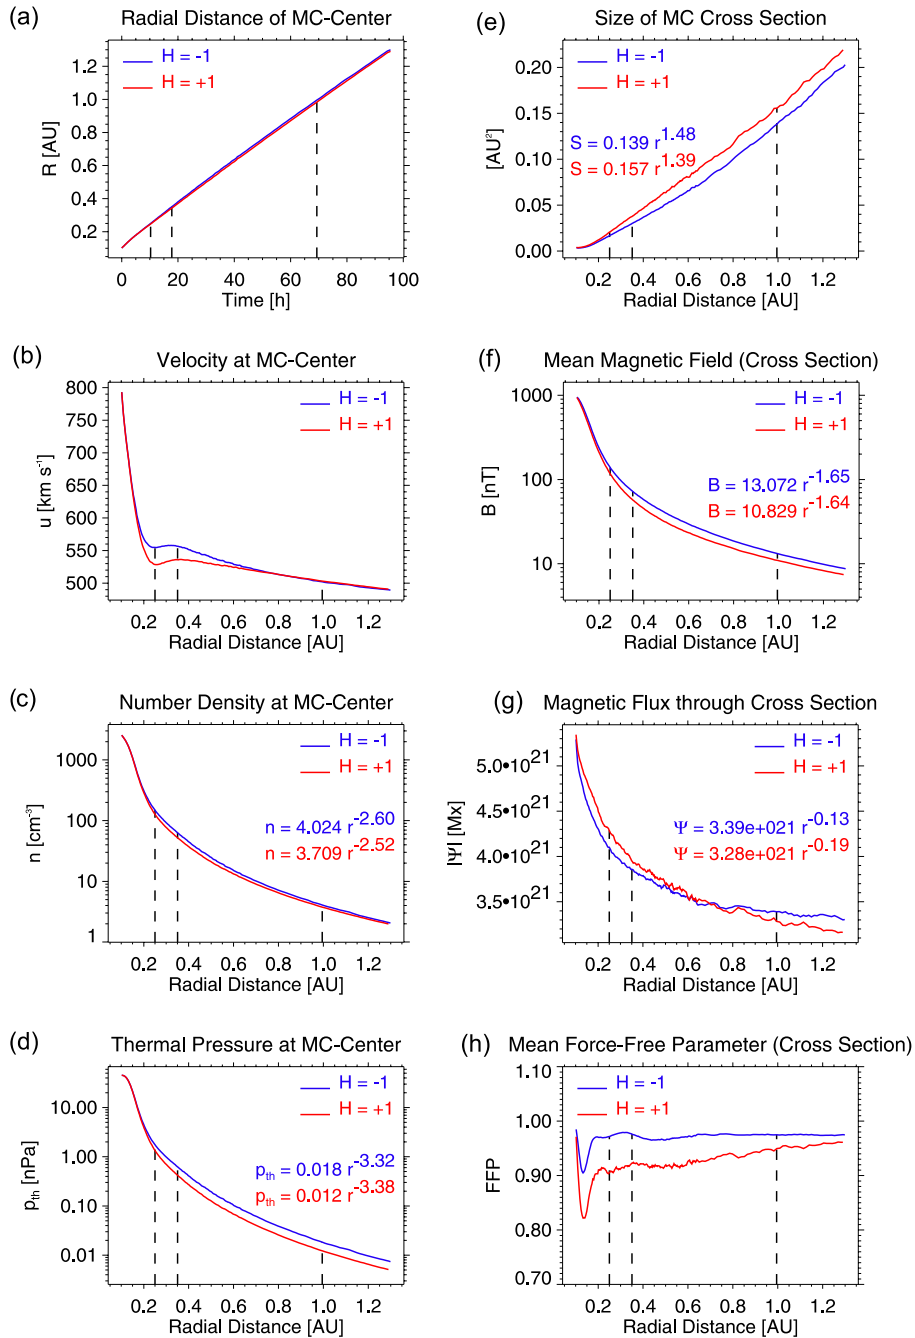 (a) Radial Distance of MC-Center
H = -1
H = +1
R [AU]
1.2
1.0
0.8
0.6
0.4
0.2
0 20 40 60 80 100
Time [h]
(e) Size of MC Cross Section
H = -1
H = +1
S = 0.139 r^1.48
S = 0.157 r^1.39
[AU²]
0.20
0.15
0.10
0.05
0.00
0.2 0.4 0.6 0.8 1.0 1.2
Radial Distance [AU]
(b) Velocity at MC-Center
H = -1
H = +1
u [km s⁻¹]
800
750
700
650
600
550
500
0.2 0.4 0.6 0.8 1.0 1.2
Radial Distance [AU]
(f) Mean Magnetic Field (Cross Section)
H = -1
H = +1
B = 13.072 r^-1.65
B = 10.829 r^-1.64
B [nT]
1000
100
10
0.2 0.4 0.6 0.8 1.0 1.2
Radial Distance [AU]
(c) Number Density at MC-Center
H = -1
H = +1
n = 4.024 r^-2.60
n = 3.709 r^-2.52
n [cm⁻³]
1000
100
10
1
0.2 0.4 0.6 0.8 1.0 1.2
Radial Distance [AU]
(g) Magnetic Flux through Cross Section
H = -1
H = +1
Ψ = 3.39e+021 r^-0.13
Ψ = 3.28e+021 r^-0.19
|Ψ| [Mx]
5.0•10²¹
4.5•10²¹
4.0•10²¹
3.5•10²¹
0.2 0.4 0.6 0.8 1.0 1.2
Radial Distance [AU]
(d) Thermal Pressure at MC-Center
H = -1
H = +1
p_th = 0.018 r^-3.32
p_th = 0.012 r^-3.38
p_th [nPa]
10.00
1.00
0.10
0.01
0.2 0.4 0.6 0.8 1.0 1.2
Radial Distance [AU]
(h) Mean Force-Free Parameter (Cross Section)
H = -1
H = +1
FFP
1.10
1.00
0.90
0.80
0.70
0.2 0.4 0.6 0.8 1.0 1.2
Radial Distance [AU]